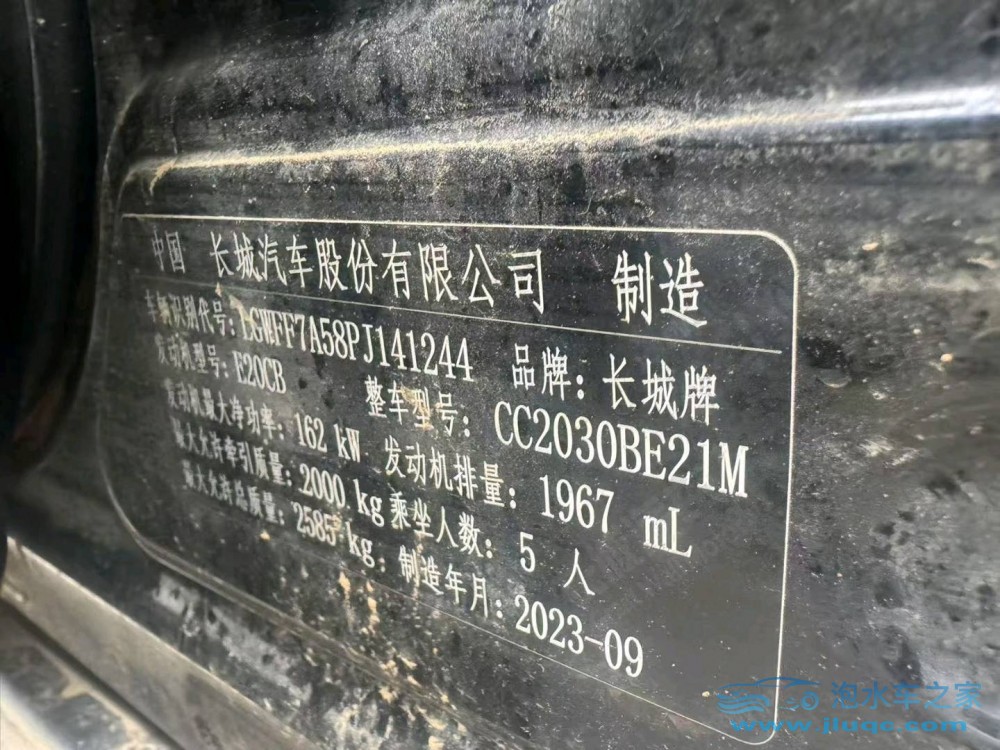 中国 长城汽车股份有限公司 制造
车辆识别代号:LGWFF7A58PJ141244 品牌:长城牌
发动机型号:E20CB 整车型号:CC2030BE21M
发动机最大净功率:162 kW 发动机排量:1967 mL
最大允许牵引质量:2000 kg 乘坐人数:5 人
最大允许总质量:2585 kg 制造年月:2023-09
泡水车之家
www.jluqc.com